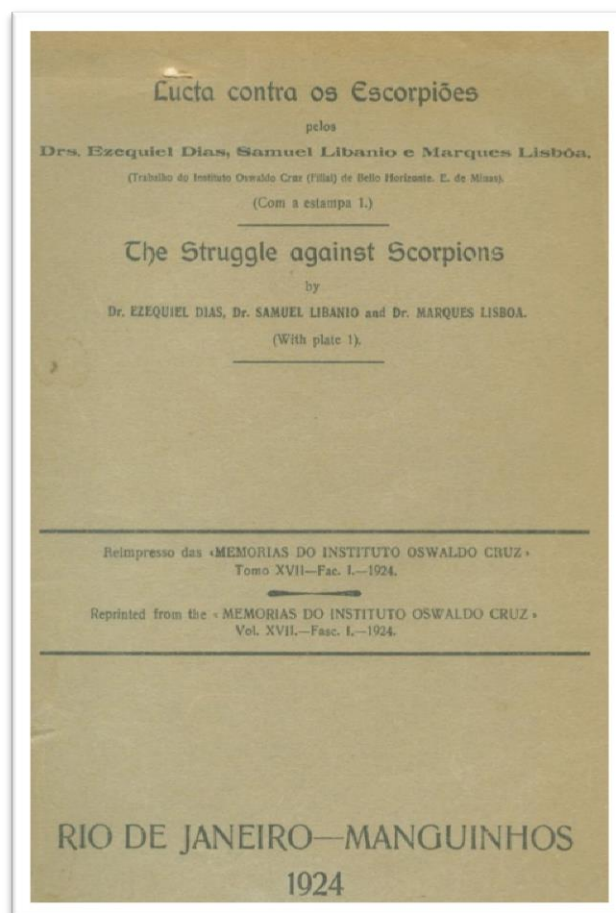 Lucta contra os Escorpiões
pelos
Drs. Ezequiel Dias, Samuel Libanio e Marques Lisbôa.
(Trabalho do Instituto Oswaldo Cruz (Filial) de Bello Horizonte. E. de Minas).
(Com a estampa 1.)
The Struggle against Scorpions
by
Dr. EZEQUIEL DIAS, Dr. SAMUEL LIBANIO and Dr. MARQUES LISBOA.
(With plate 1).
Reimpresso das «MEMORIAS DO INSTITUTO OSWALDO CRUZ»
Tomo XVII—Fac. I.—1924.
Reprinted from the «MEMORIAS DO INSTITUTO OSWALDO CRUZ»
Vol. XVII.—Fasc. I.—1924.
RIO DE JANEIRO—MANGUINHOS
1924